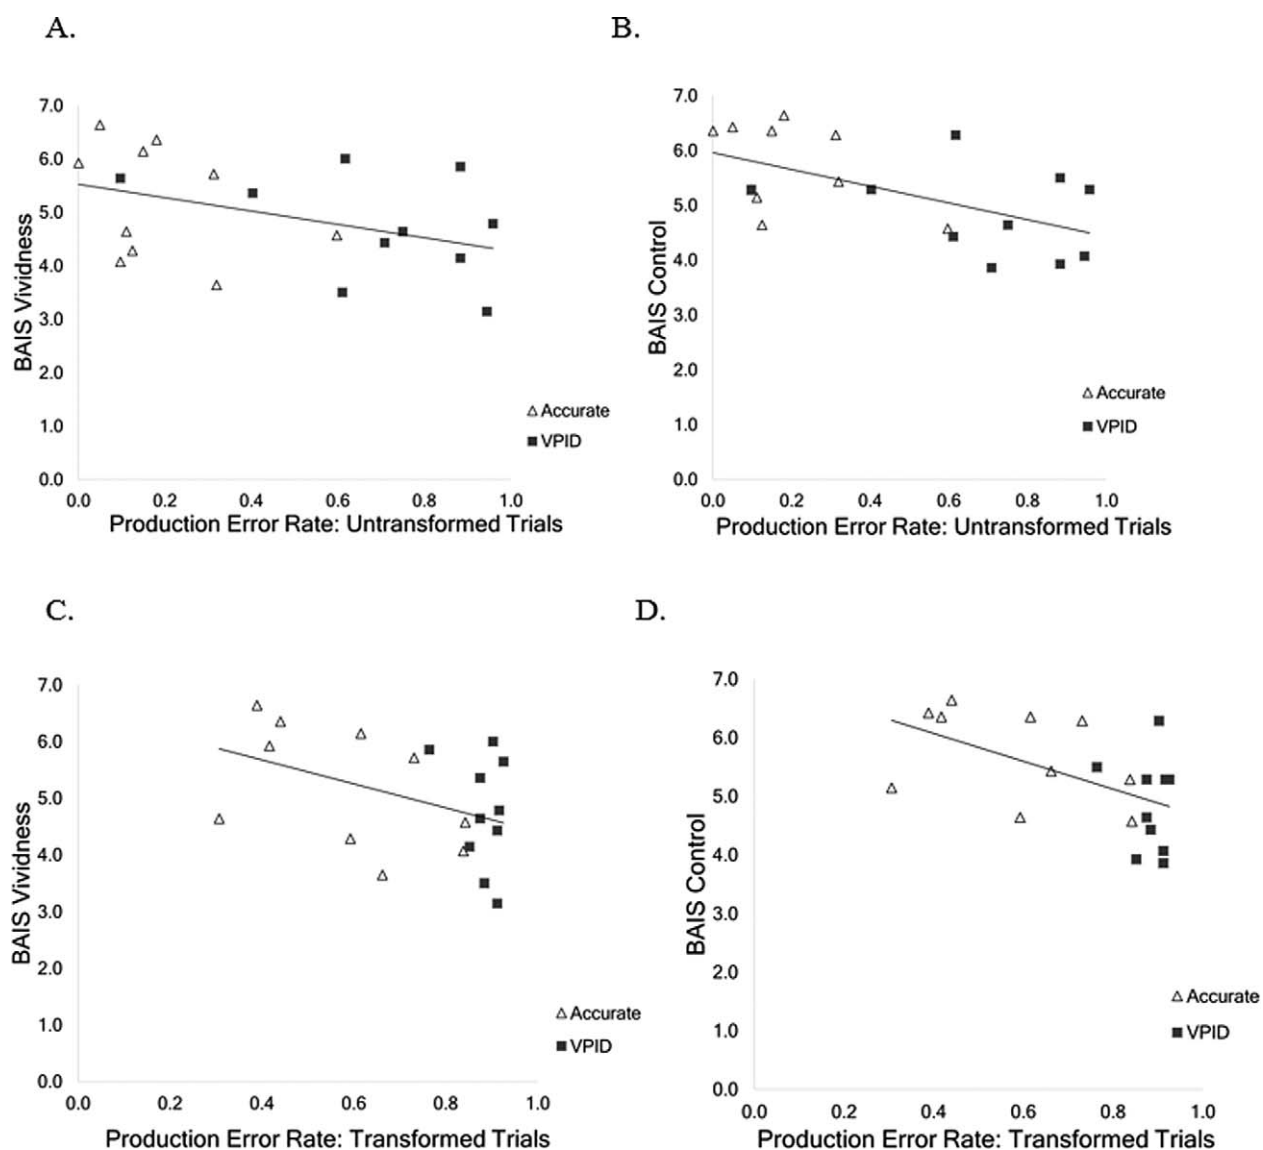 A.
7.0
6.0
5.0
4.0
3.0
2.0
1.0
0.0
BAIS Vividness
Accurate
VPID
0.0 0.2 0.4 0.6 0.8 1.0
Production Error Rate: Untransformed Trials
B.
7.0
6.0
5.0
4.0
3.0
2.0
1.0
0.0
BAIS Control
Accurate
VPID
0.0 0.2 0.4 0.6 0.8 1.0
Production Error Rate: Untransformed Trials
C.
7.0
6.0
5.0
4.0
3.0
2.0
1.0
0.0
BAIS Vividness
Accurate
VPID
0.0 0.2 0.4 0.6 0.8 1.0
Production Error Rate: Transformed Trials
D.
7.0
6.0
5.0
4.0
3.0
2.0
1.0
0.0
BAIS Control
Accurate
VPID
0.0 0.2 0.4 0.6 0.8 1.0
Production Error Rate: Transformed Trials